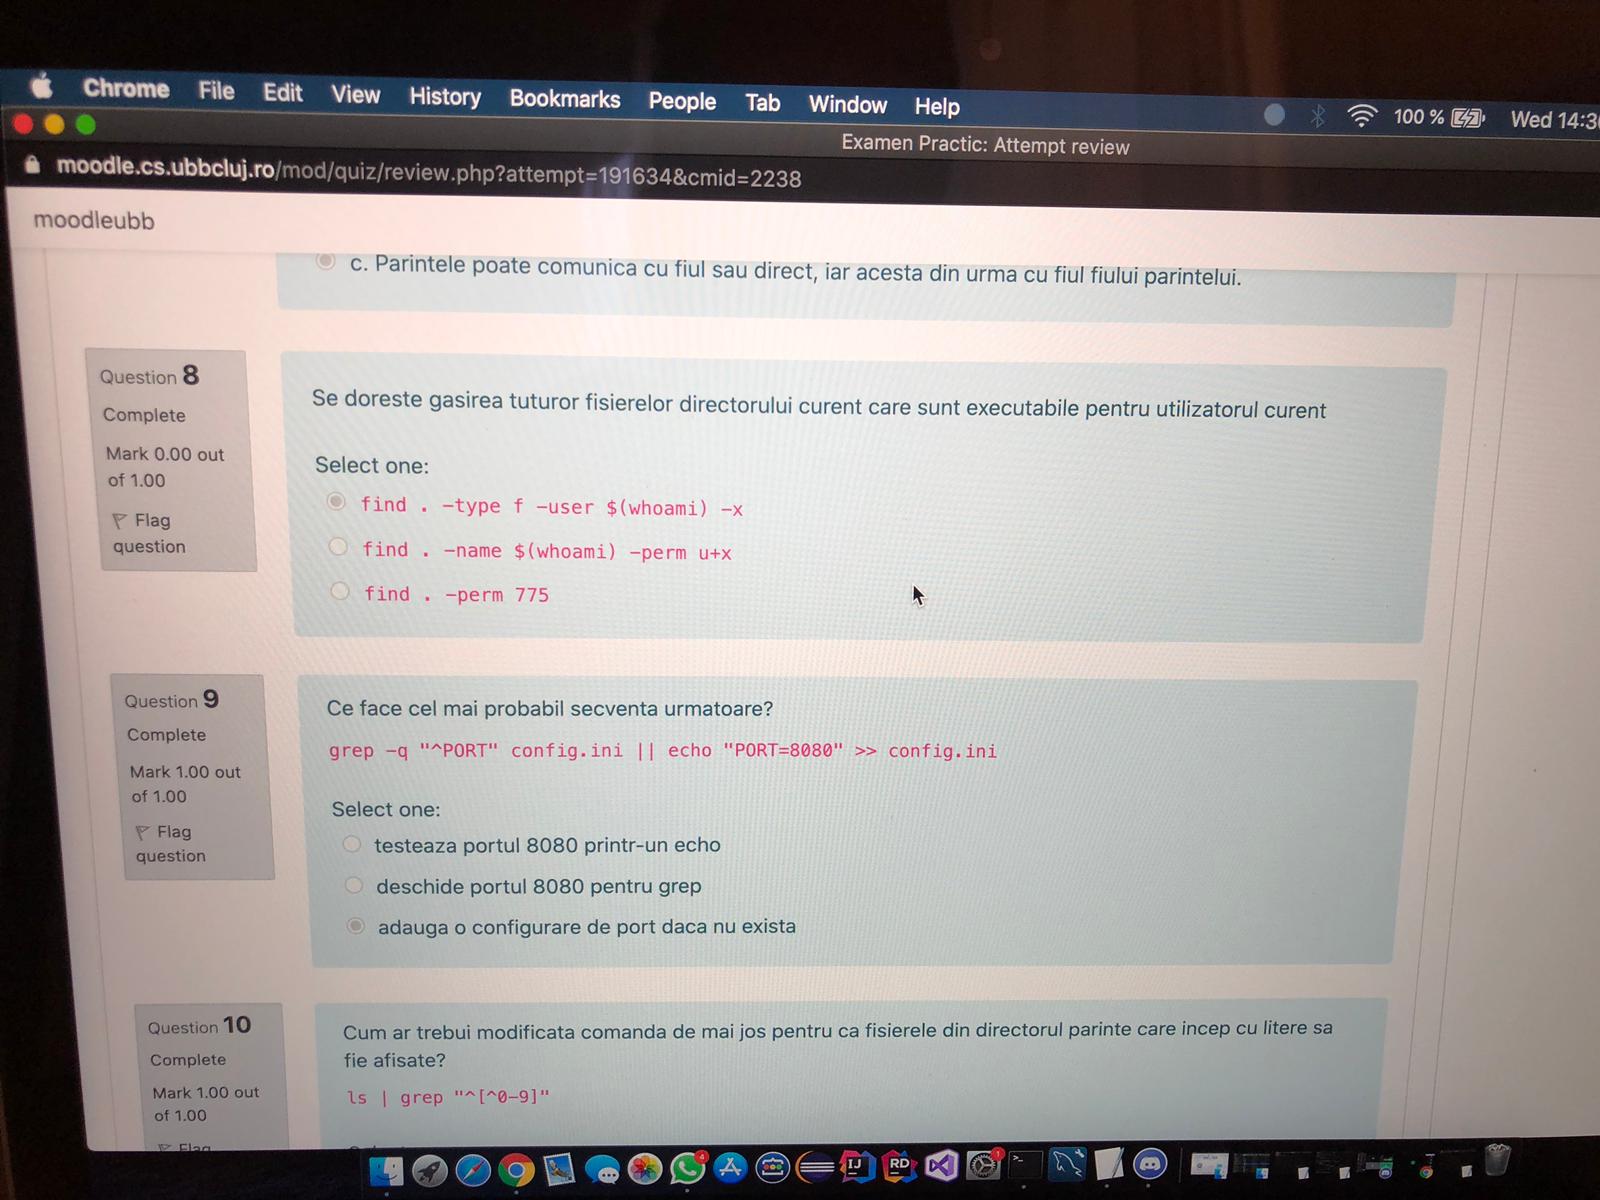 Chrome File Edit View History Bookmarks People Tab Window Help 100 % Wed 14:3
Examen Practic: Attempt review
moodle.cs.ubbcluj.ro/mod/quiz/review.php?attempt=191634&cmid=2238
moodleubb
c. Parintele poate comunica cu fiul sau direct, iar acesta din urma cu fiul fiului parintelui.
Question 8
Complete
Mark 0.00 out
of 1.00
Flag
question
Se doreste gasirea tuturor fisierelor directorului curent care sunt executabile pentru utilizatorul curent
Select one:
find . -type f -user $(whoami) -x
find . -name $(whoami) -perm u+x
find . -perm 775
Question 9
Complete
Mark 1.00 out
of 1.00
Flag
question
Ce face cel mai probabil secventa urmatoare?
grep -q "^PORT" config.ini || echo "PORT=8080" >> config.ini
Select one:
testeaza portul 8080 printr-un echo
deschide portul 8080 pentru grep
adauga o configurare de port daca nu exista
Question 10
Complete
Mark 1.00 out
of 1.00
Flag
Cum ar trebui modificata comanda de mai jos pentru ca fisierele din directorul parinte care incep cu litere sa
fie afisate?
ls | grep "^[^0-9]"
4
IJ
RD
1